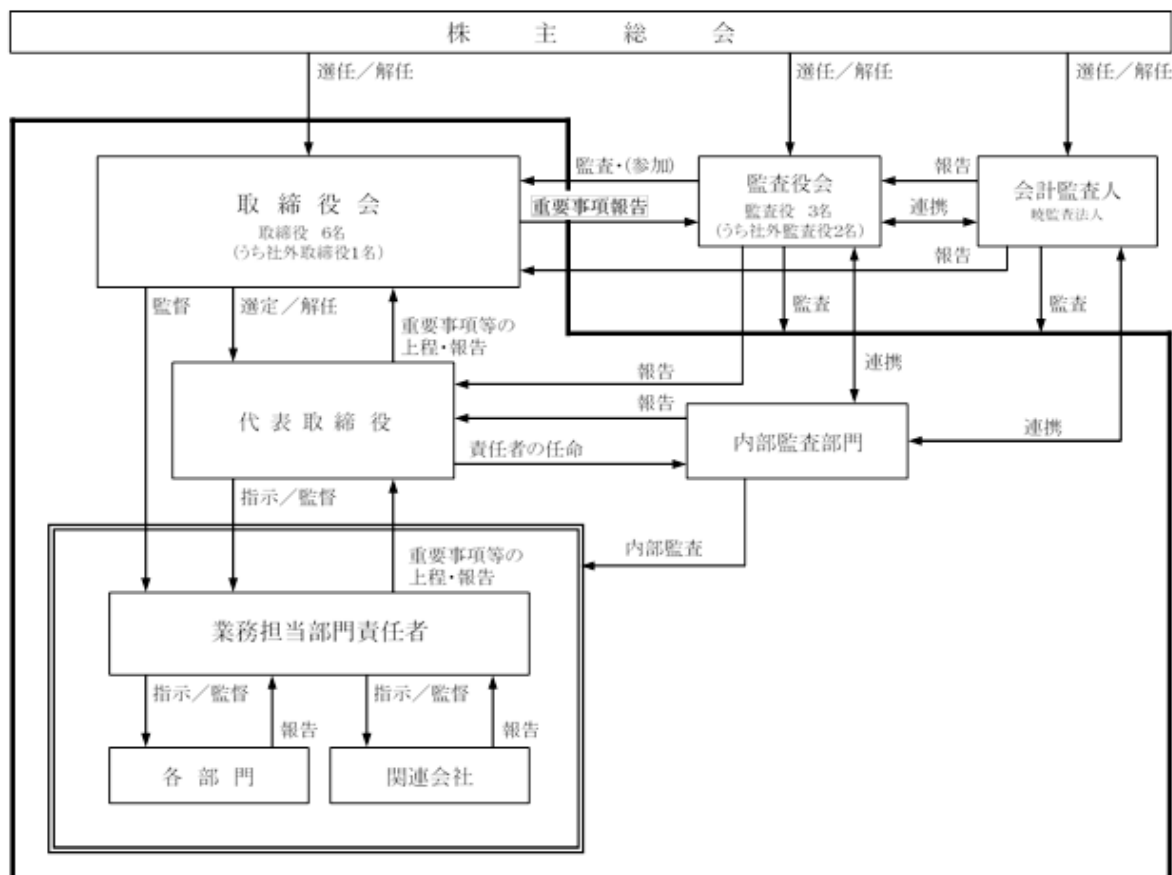 株主総会
選任／解任
選任／解任
選任／解任
取締役会
取締役 6名
(うち社外取締役1名)
監査・(参加)
重要事項報告
監査役会
監査役 3名
(うち社外監査役2名)
報告
連携
報告
会計監査人
暁監査法人
監督
選定／解任
重要事項等の
上程・報告
監査
監査
連携
報告
報告
代表取締役
責任者の任命
内部監査部門
連携
指示／監督
重要事項等の
上程・報告
内部監査
業務担当部門責任者
指示／監督
報告
指示／監督
報告
各部門
関連会社